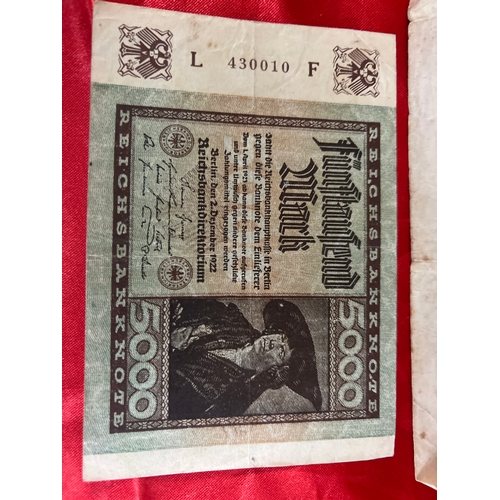 L 430010 F
REICHSBANKNOTE
Fünftausend
Mark
zahlt die Reichsbankhauptkasse in Berlin
gegen diese Banknote dem Einlieferer
Vom 1. April 1923 ab kann diese Banknote aufgerufen
und unter Umtausch gegen andere gesetzliche
Zahlungsmittel eingezogen werden
Berlin, den 2. Dezember 1922
Reichsbankdirektorium
REICHSBANKNOTE
5000
5000